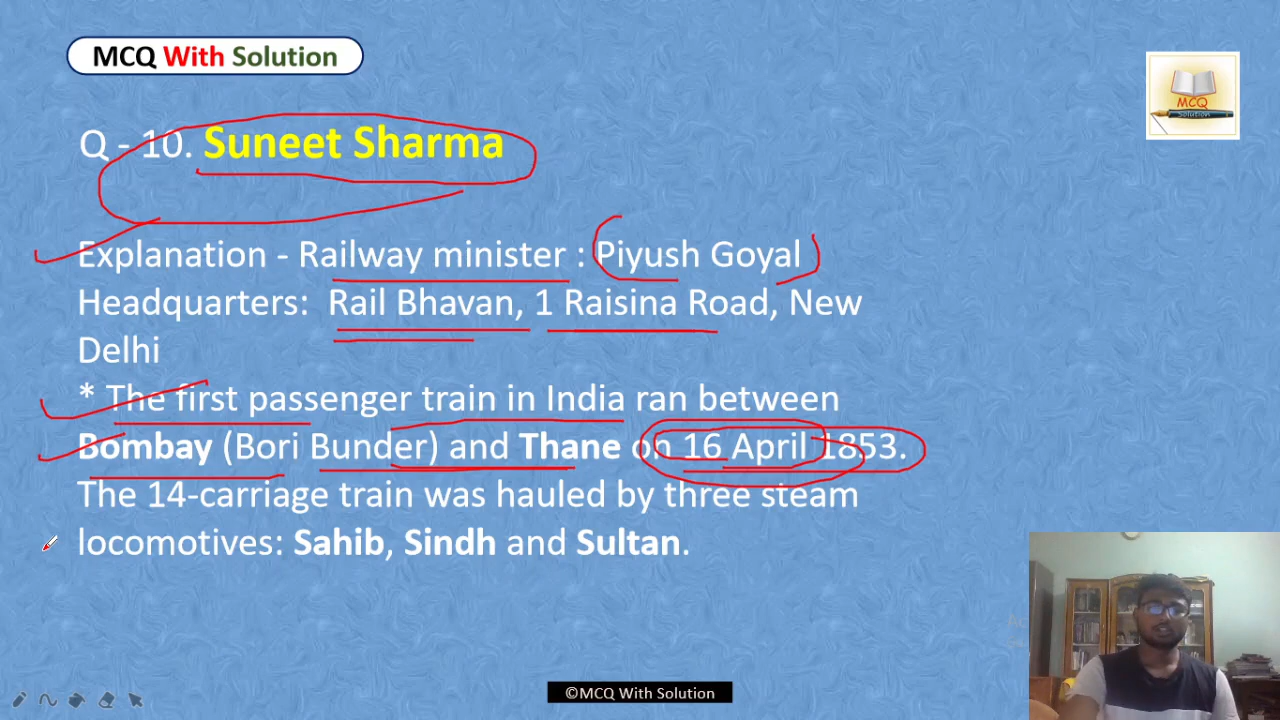 MCQ With Solution
MCQ
Solution
Q - 10. Suneet Sharma
Explanation - Railway minister : Piyush Goyal
Headquarters: Rail Bhavan, 1 Raisina Road, New
Delhi
* The first passenger train in India ran between
Bombay (Bori Bunder) and Thane on 16 April 1853.
The 14-carriage train was hauled by three steam
locomotives: Sahib, Sindh and Sultan.
©MCQ With Solution